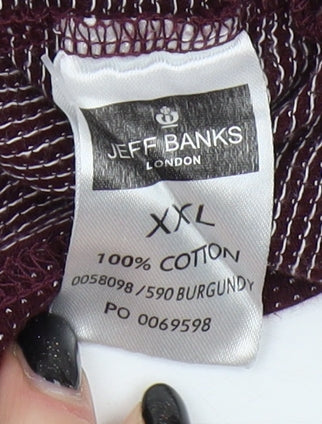 JEFF BANKS
LONDON
XXL
100% COTTON
0058098/590 BURGUNDY
PO 0069598